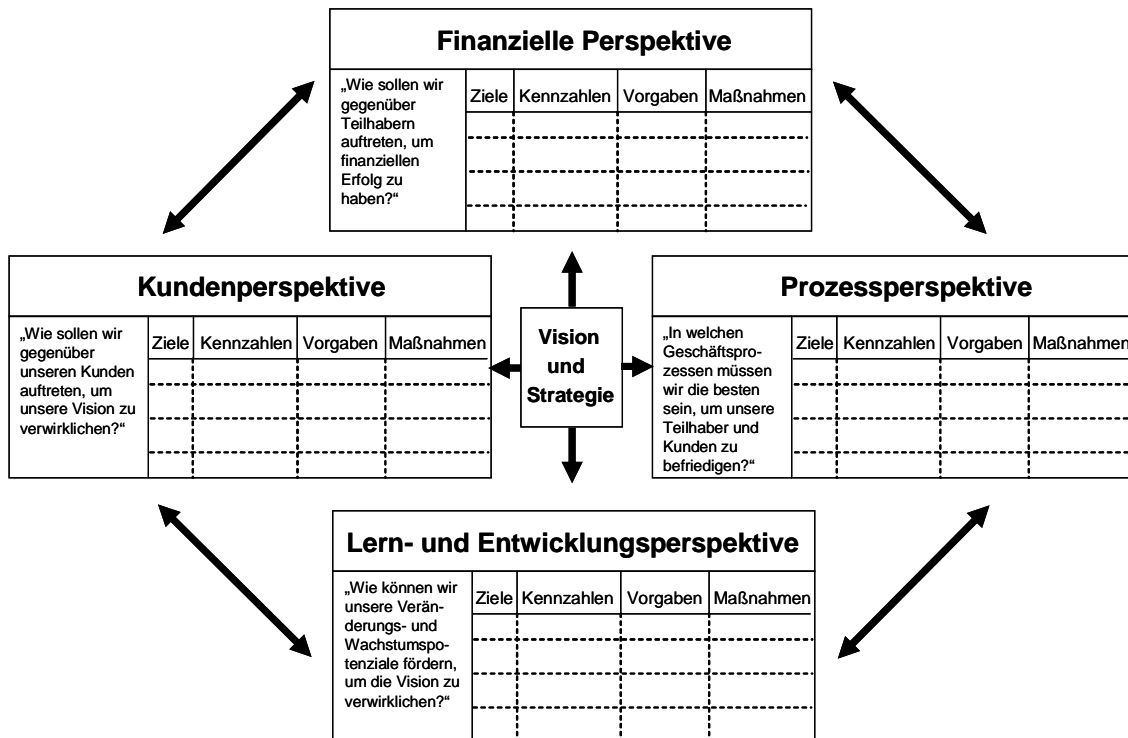 Finanzielle Perspektive
„Wie sollen wir
gegenüber
Teilhabern
auftreten, um
finanziellen
Erfolg zu
haben?“
Ziele Kennzahlen Vorgaben Maßnahmen
Kundenperspektive
„Wie sollen wir
gegenüber
unseren Kunden
auftreten, um
unsere Vision zu
verwirklichen?“
Ziele Kennzahlen Vorgaben Maßnahmen
Vision
und
Strategie
Prozessperspektive
„In welchen
Geschäftspro-
zessen müssen
wir die besten
sein, um unsere
Teilhaber und
Kunden zu
befriedigen?“
Ziele Kennzahlen Vorgaben Maßnahmen
Lern- und Entwicklungsperspektive
„Wie können wir
unsere Verän-
derungs- und
Wachstumspo-
tenziale fördern,
um die Vision zu
verwirklichen?“
Ziele Kennzahlen Vorgaben Maßnahmen